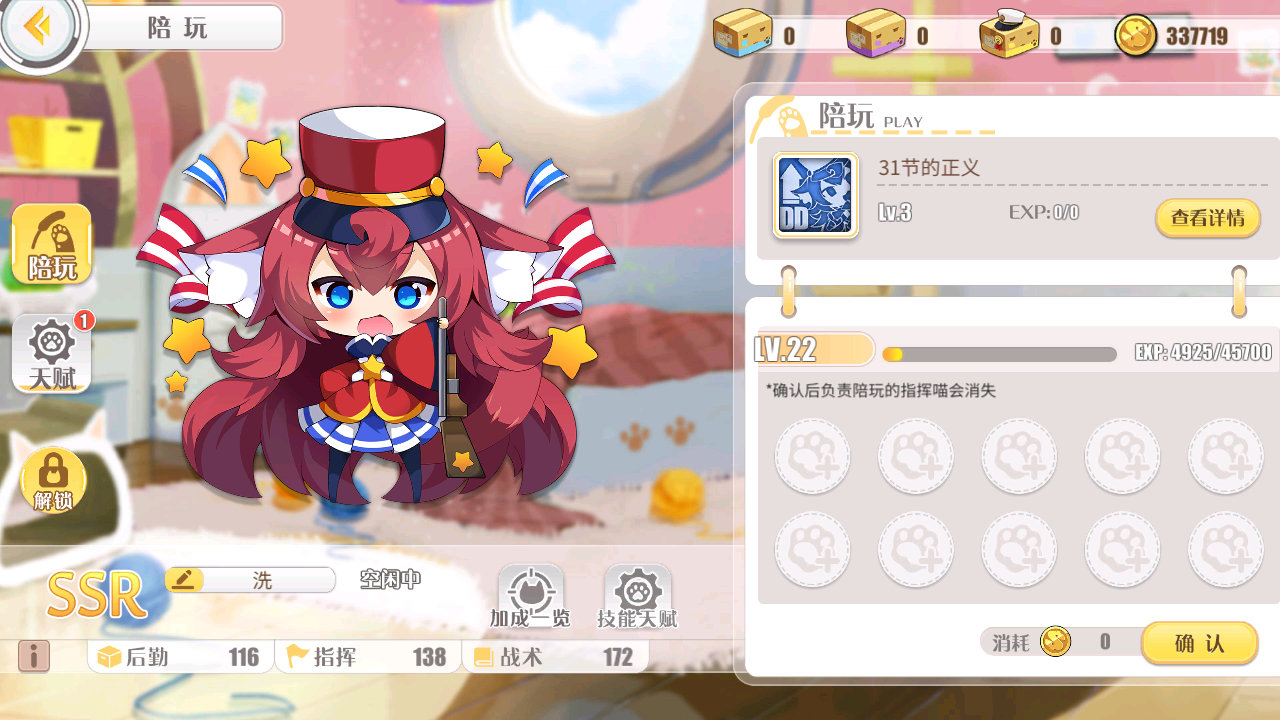 陪玩
0
0
0
337719
陪玩 PLAY
31节的正义
Lv.3
EXP:0/0
查看详情
DD
陪玩
1
天赋
解锁
LV.22
EXP: 4925/45700
*确认后负责陪玩的指挥喵会消失
SSR
洗
空闲中
加成一览
技能天赋
后勤 116
指挥 138
战术 172
消耗 0
确认